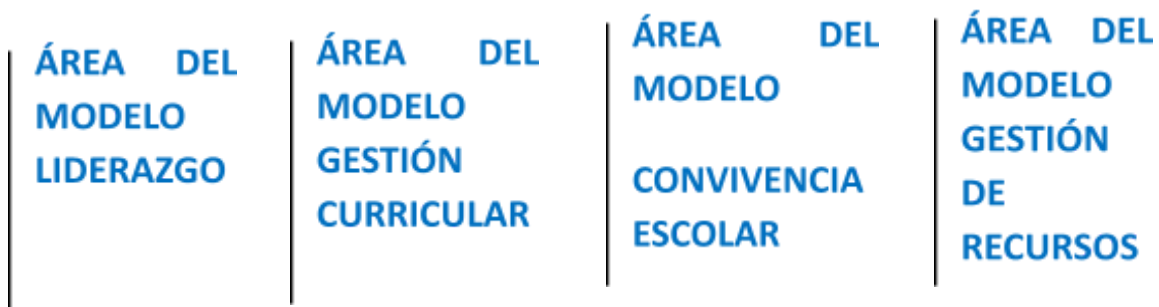 ÁREA DEL
MODELO
LIDERAZGO
ÁREA DEL
MODELO
GESTIÓN
CURRICULAR
ÁREA DEL
MODELO
CONVIVENCIA
ESCOLAR
ÁREA DEL
MODELO
GESTIÓN
DE
RECURSOS